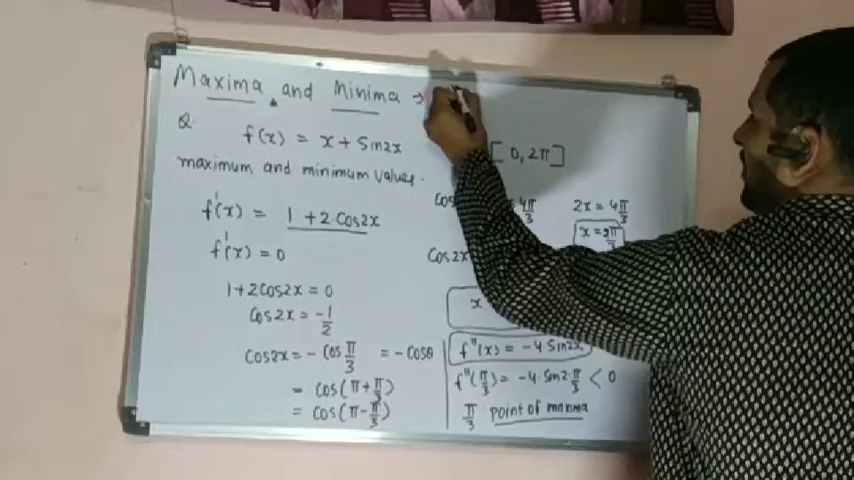 Maxima and Minima →
Q. f(x) = x + Sin2x [0, 2π]
maximum and minimum values.
f'(x) = 1 + 2·Cos2x
f'(x) = 0
1 + 2Cos2x = 0
Cos2x = -1/2
Cos2x = - Cos π/3 = - Cosθ
= Cos(π + π/3)
= Cos(π - π/3)
Cos 4π/3
2x = 4π/3
x = 2π/3
Cos2x
x
f''(x) = -4 Sin2x
f''(π/3) = -4·Sin2·π/3 < 0
π/3 point of